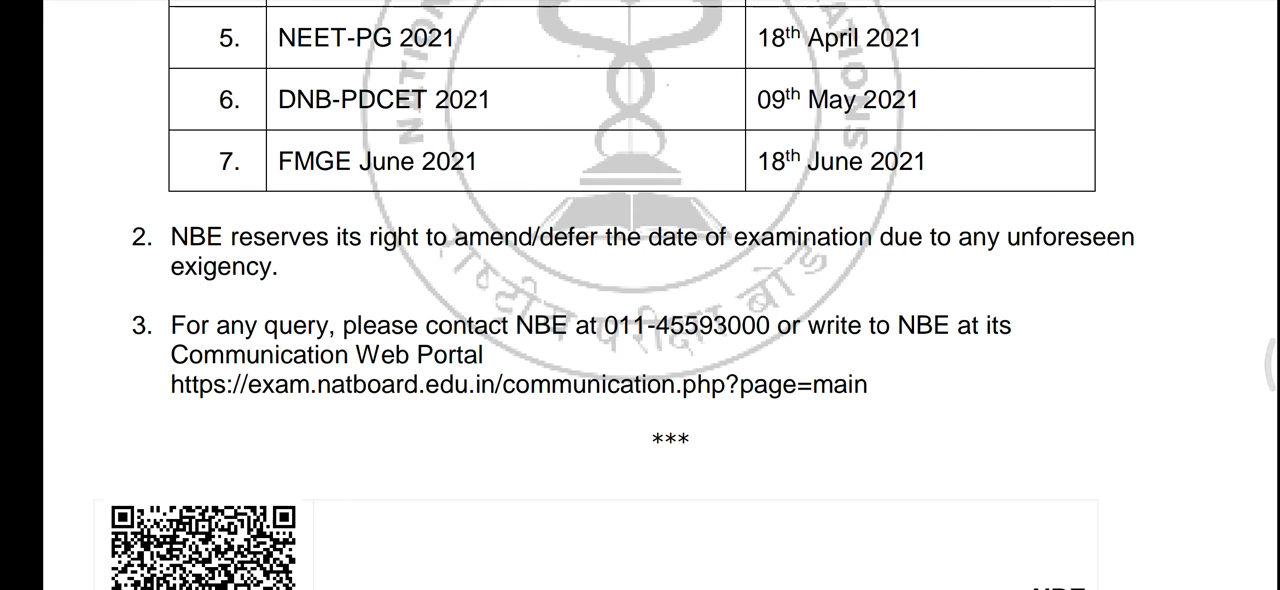 5. NEET-PG 2021 18th April 2021
6. DNB-PDCET 2021 09th May 2021
7. FMGE June 2021 18th June 2021
2. NBE reserves its right to amend/defer the date of examination due to any unforeseen
exigency.
3. For any query, please contact NBE at 011-45593000 or write to NBE at its
Communication Web Portal
https://exam.natboard.edu.in/communication.php?page=main
***
राष्ट्रीय परीक्षा बोर्ड